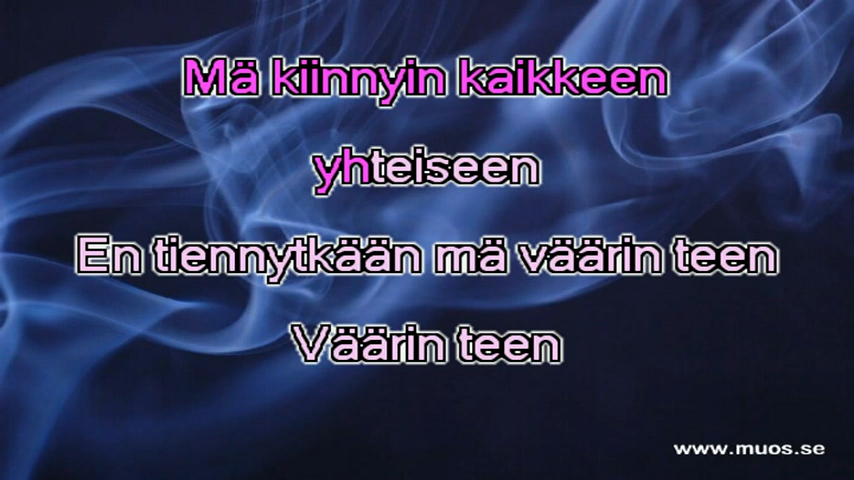 Mä kiinnyin kaikkeen
yhteiseen
En tiennytkään mä väärin teen
Väärin teen
www.muos.se